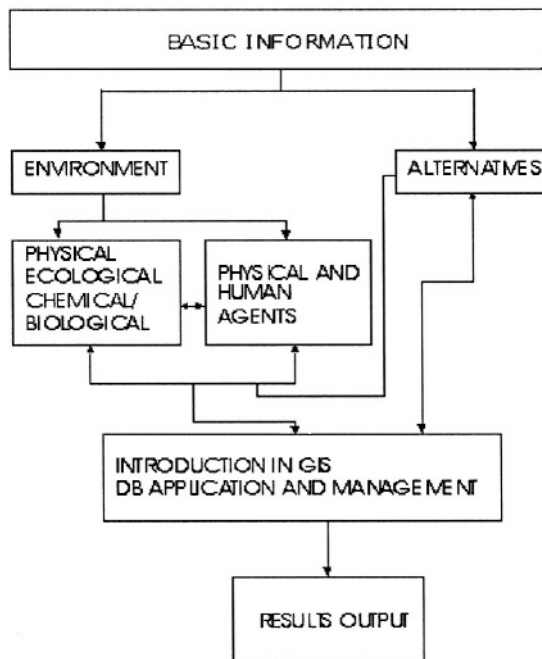 BASIC INFORMATION
ENVIRONMENT
ALTERNATIVES
PHYSICAL
ECOLOGICAL
CHEMICAL/
BIOLOGICAL
PHYSICAL AND
HUMAN
AGENTS
INTRODUCTION IN GIS
DB APPLICATION AND MANAGEMENT
RESULTS OUTPUT